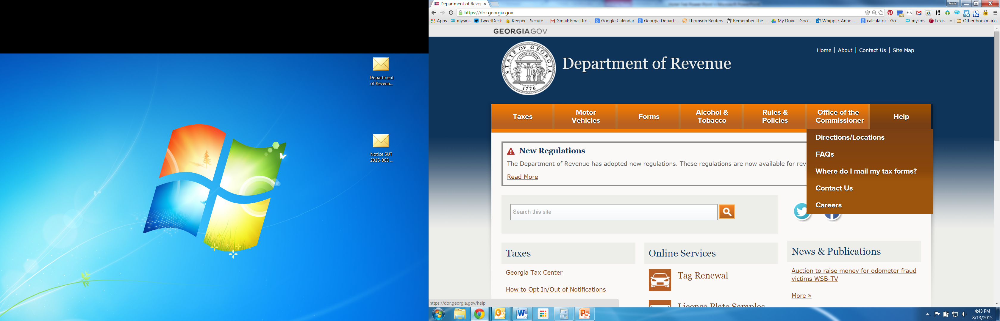 Department
of Revenu...
Notice SUT
2015-003 ...
Department of Reve
Anne
https://dor.georgia.gov
Apps
mysms
TweetDeck
Keeper - Secure...
Gmail: Email fro...
Google Calendar
Georgia Depart...
Thomson Reuters
Remember The ...
My Drive - Goo...
Whipple, Anne ...
calculator - Go...
mysms
Lexis
»
Other bookmarks
GEORGIAGOV
STATE OF GEORGIA
CONSTITUTION
JUSTICE
1776
Department of Revenue
Home | About | Contact Us | Site Map
Taxes
Motor
Vehicles
Forms
Alcohol &
Tobacco
Rules &
Policies
Office of the
Commissioner
Help
Directions/Locations
FAQs
Where do I mail my tax forms?
Contact Us
Careers
New Regulations
The Department of Revenue has adopted new regulations. These regulations are now available for rev
Read More
Search this site
Taxes
Georgia Tax Center
How to Opt In/Out of Notifications
Online Services
Tag Renewal
License Plate Samples
News & Publications
Auction to raise money for odometer fraud
victims WSB-TV
More »
https://dor.georgia.gov/help
4:43 PM
8/13/2015